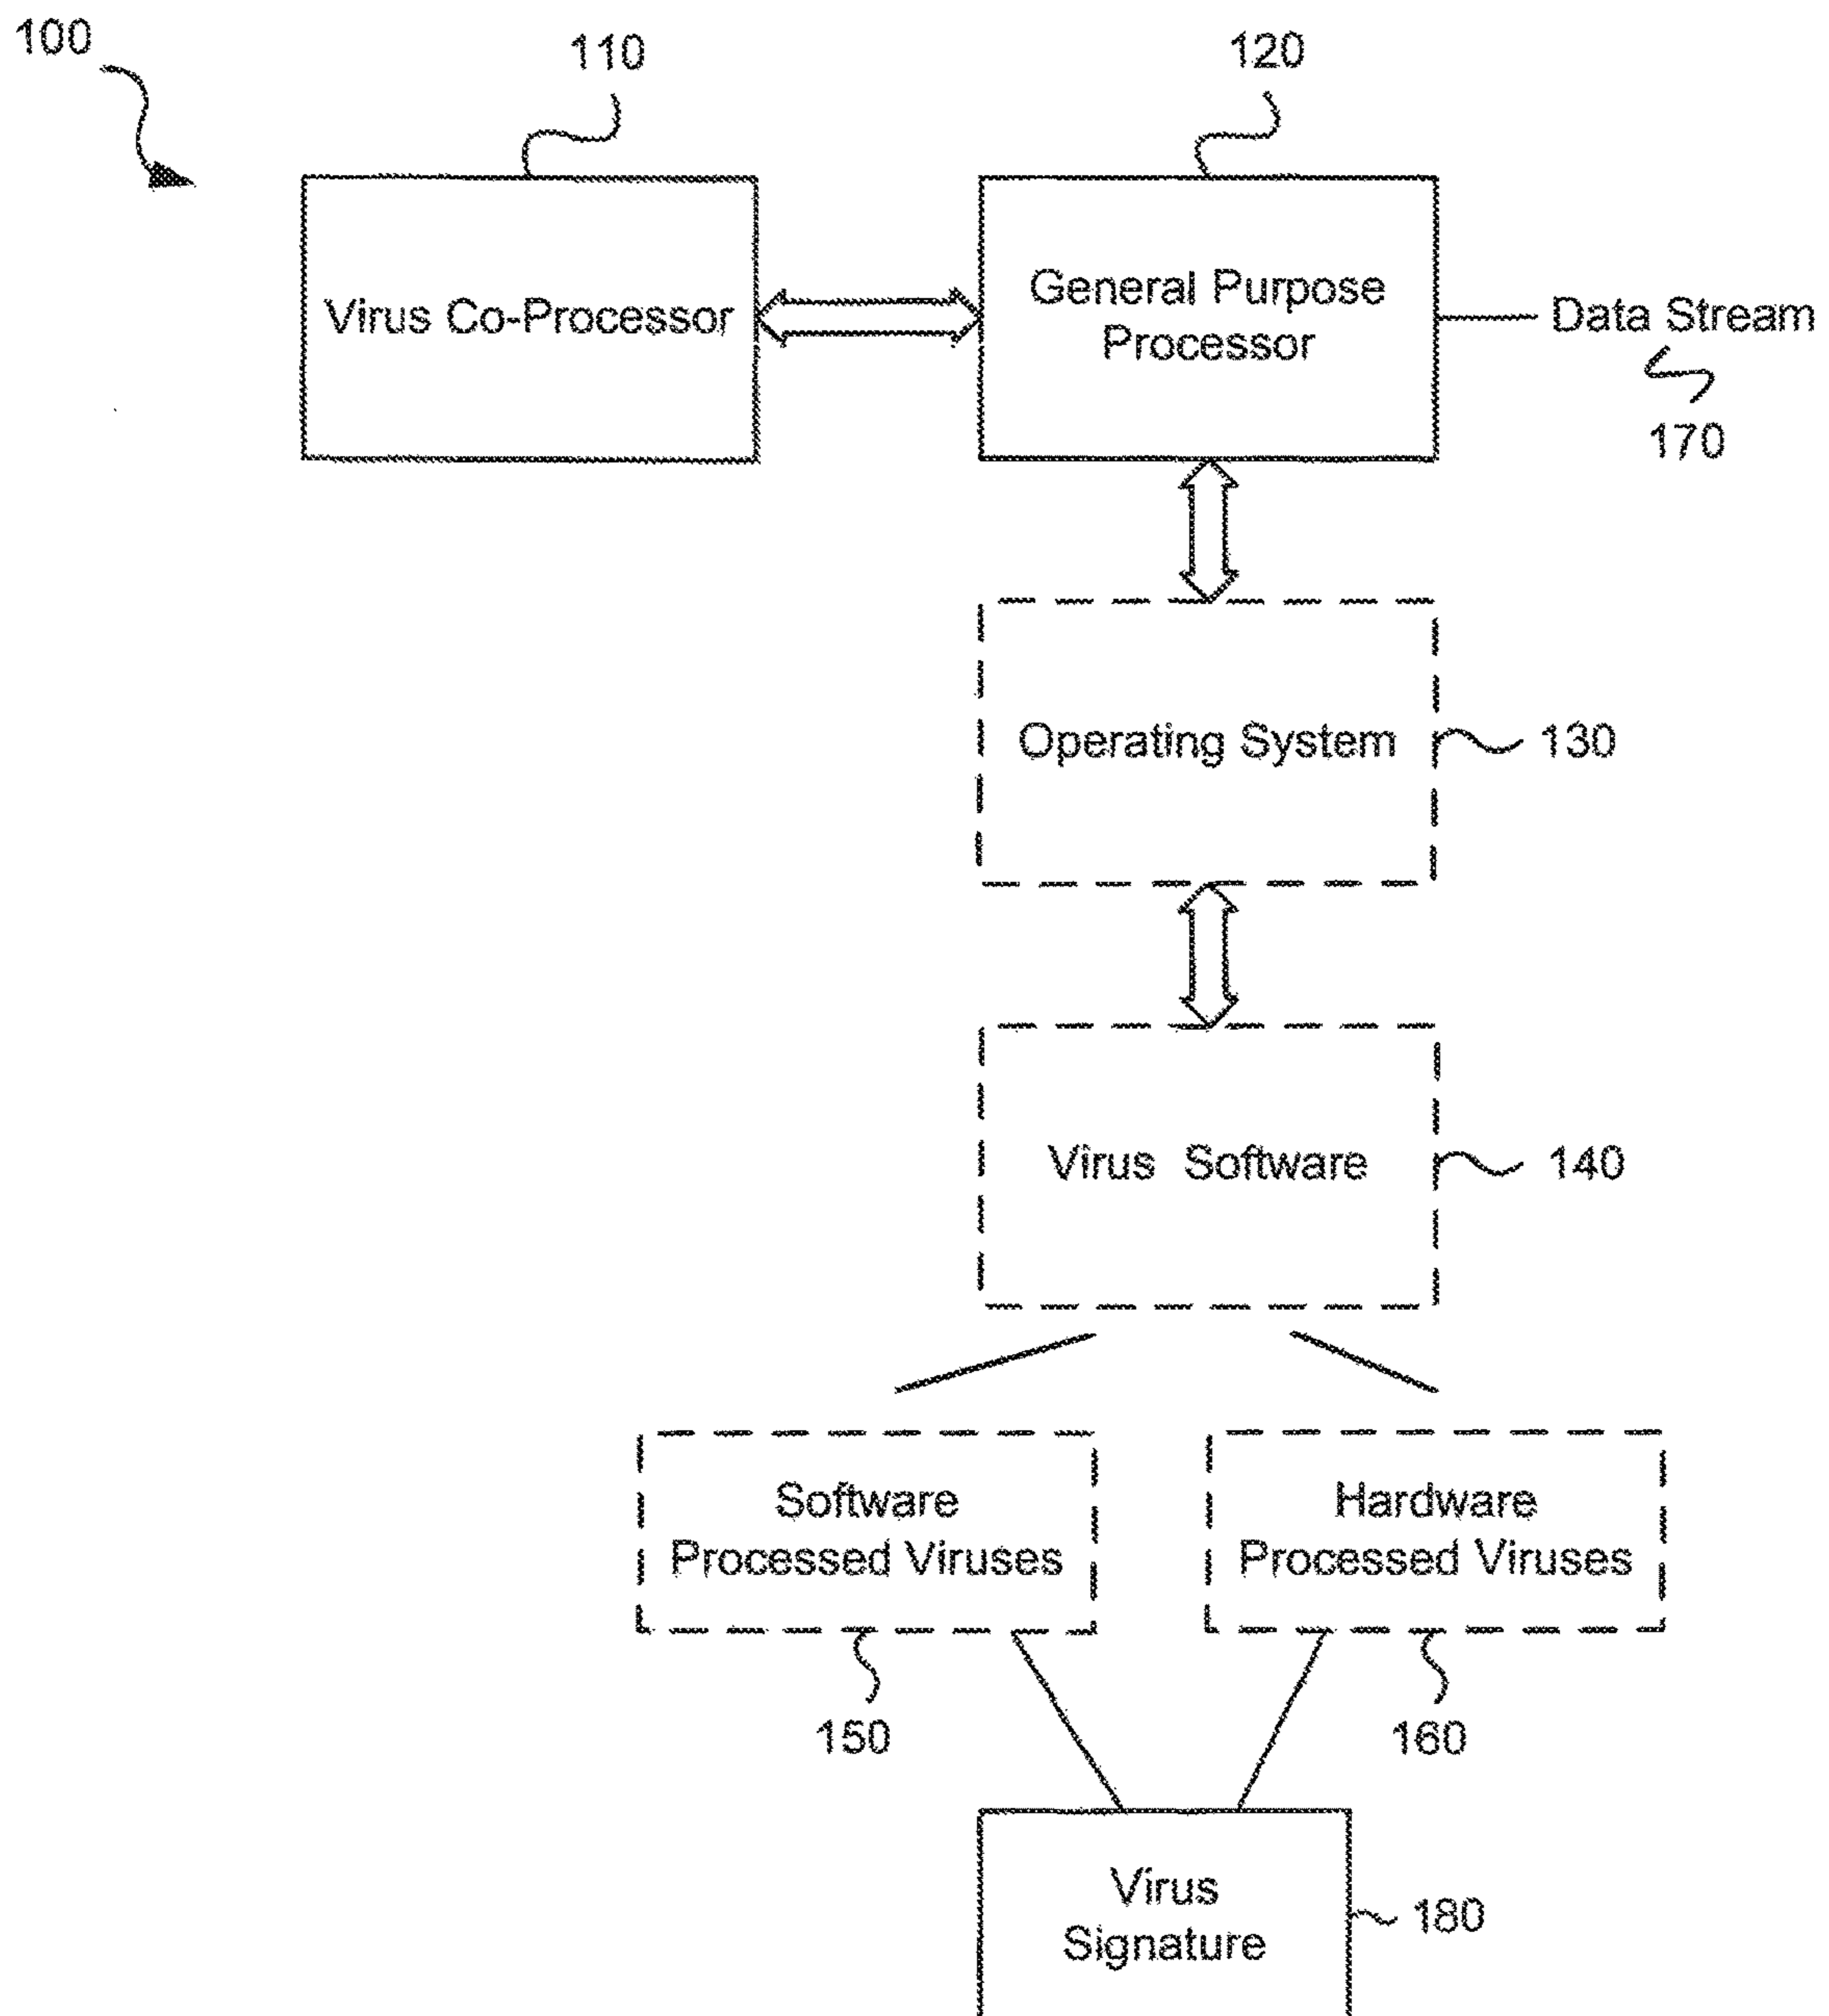 100
110
120
Virus Co-Processor
General Purpose
Processor
Data Stream
170
Operating System
130
Virus Software
140
Software
Processed Viruses
Hardware
Processed Viruses
150
160
Virus
Signature
180